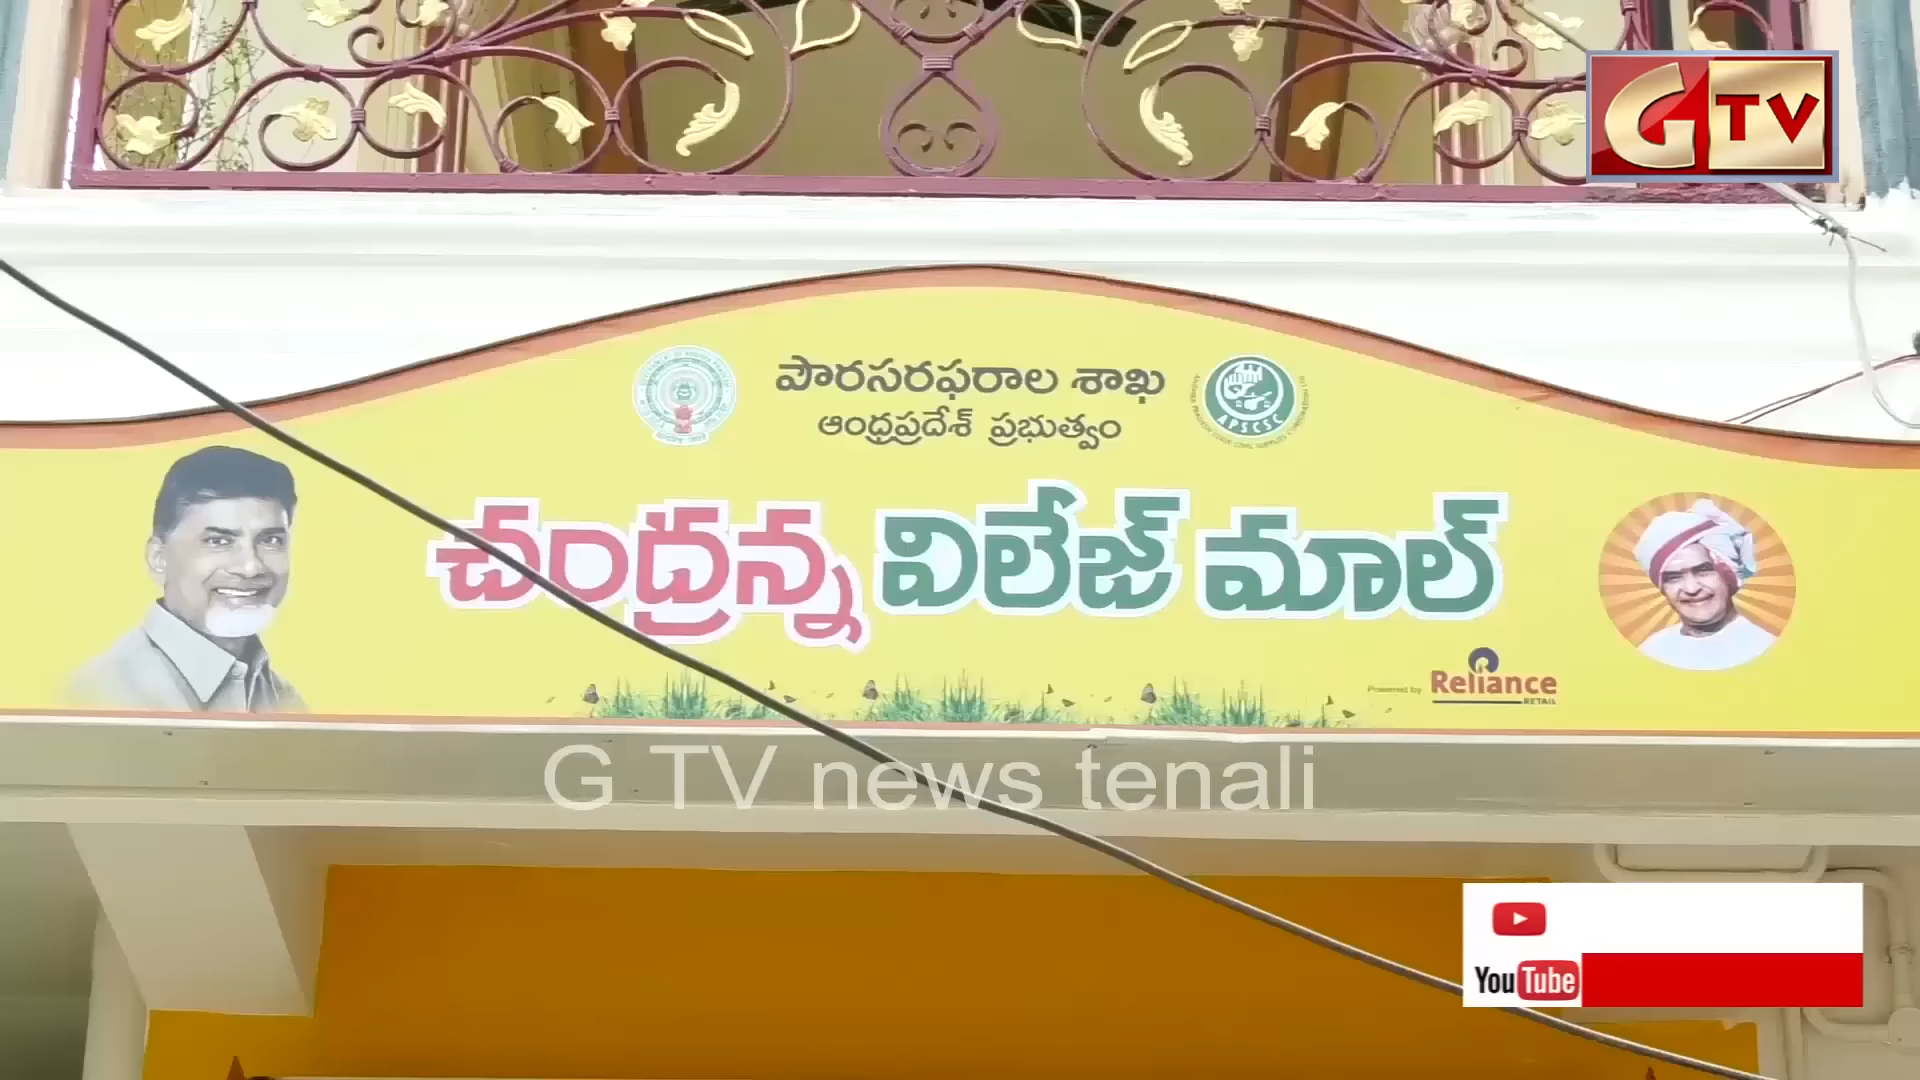 GTV
పౌరసరఫరాల శాఖ
ఆంధ్రప్రదేశ్ ప్రభుత్వం
APSCSC
చంద్రన్న విలేజ్ మాల్
Powered by Reliance
RETAIL
G TV news tenali
YouTube